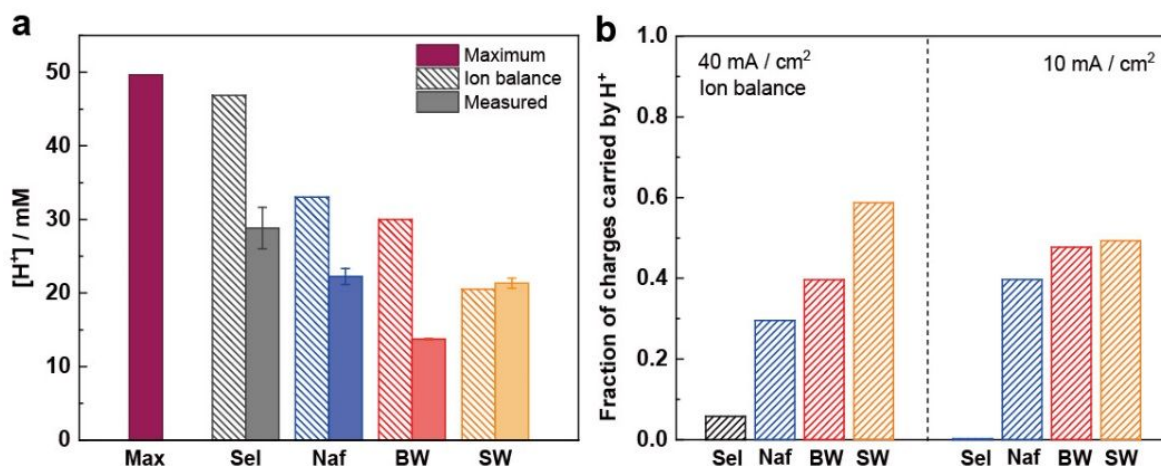 a
[H⁺] / mM
50
40
30
20
10
0
Maximum
Ion balance
Measured
Max Sel Naf BW SW
b
Fraction of charges carried by H⁺
1.0
0.8
0.6
0.4
0.2
0.0
40 mA / cm²
Ion balance
10 mA / cm²
Sel Naf BW SW Sel Naf BW SW